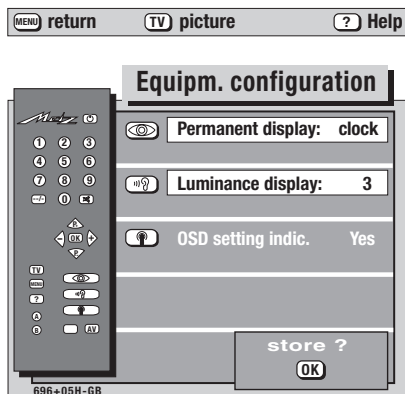 MENU return TV picture ? Help
Equipm. configuration
Metz
1 2 3
4 5 6
7 8 9
--/- 0
P
- OK +
P
TV
MENU
?
A
B AV
Permanent display: clock
Luminance display: 3
OSD setting indic. Yes
store ?
OK
696+05H-GB